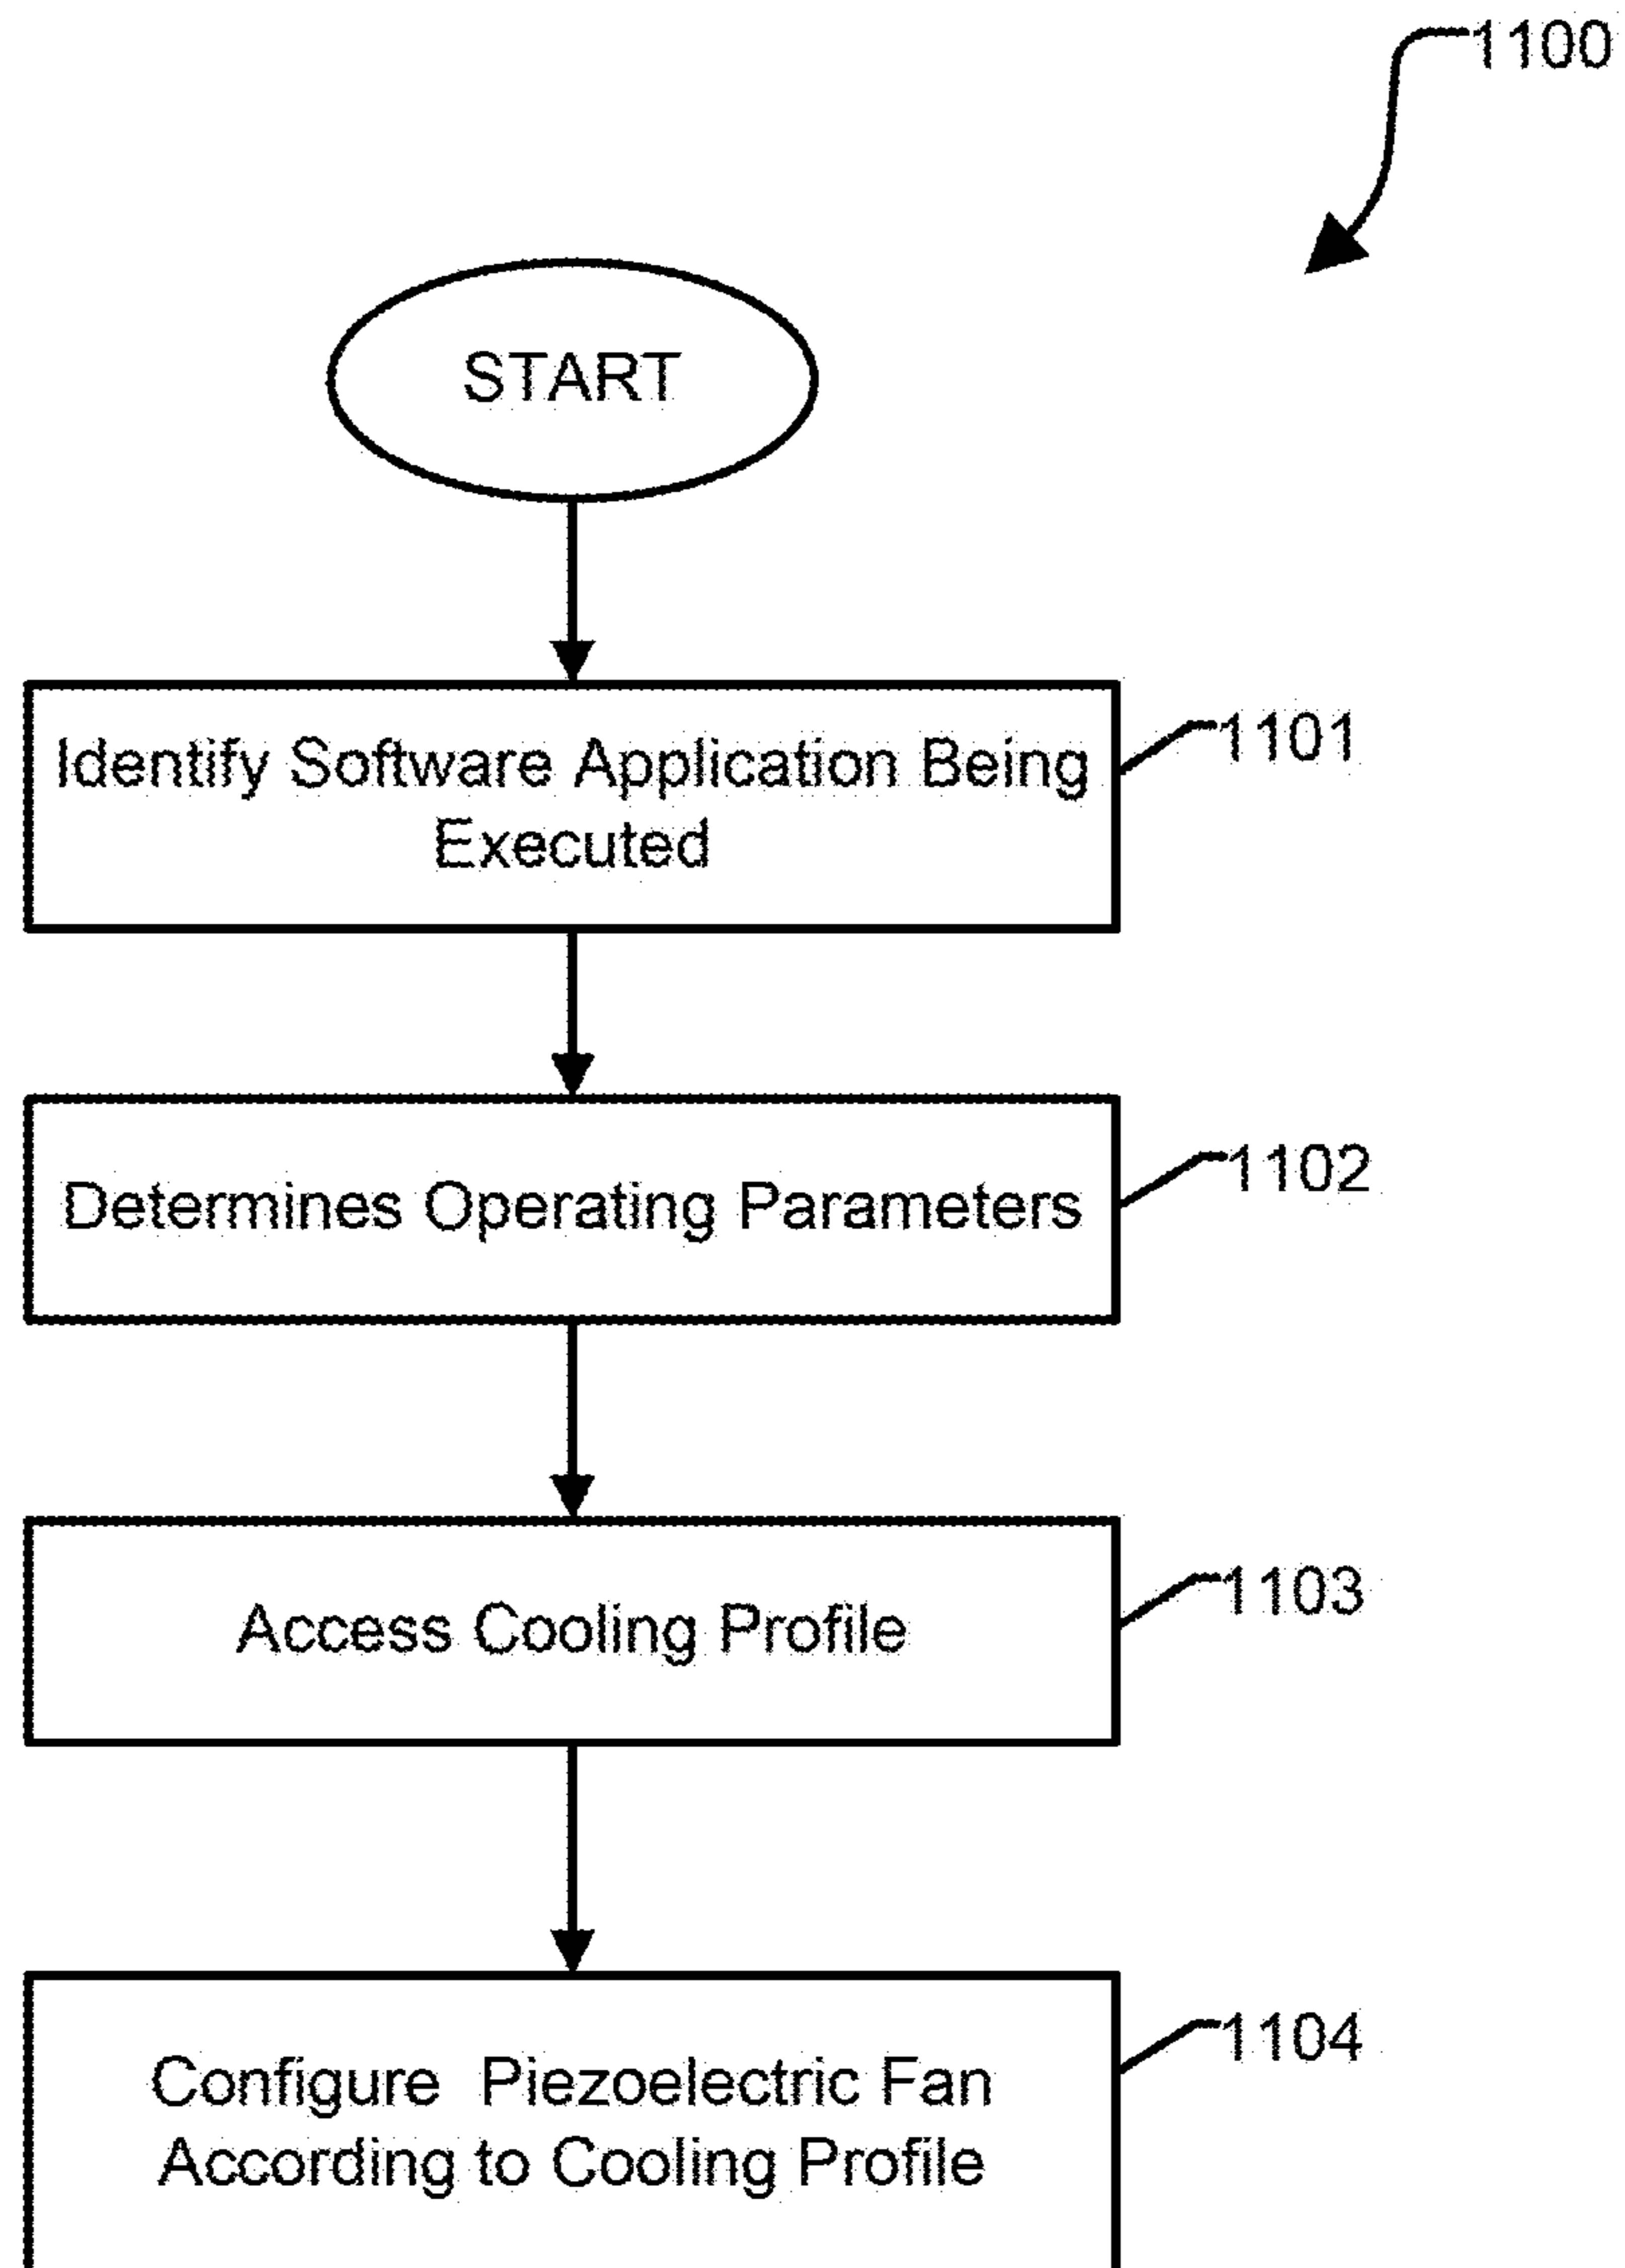 1100
START
Identify Software Application Being
Executed
1101
Determines Operating Parameters
1102
Access Cooling Profile
1103
Configure Piezoelectric Fan
According to Cooling Profile
1104